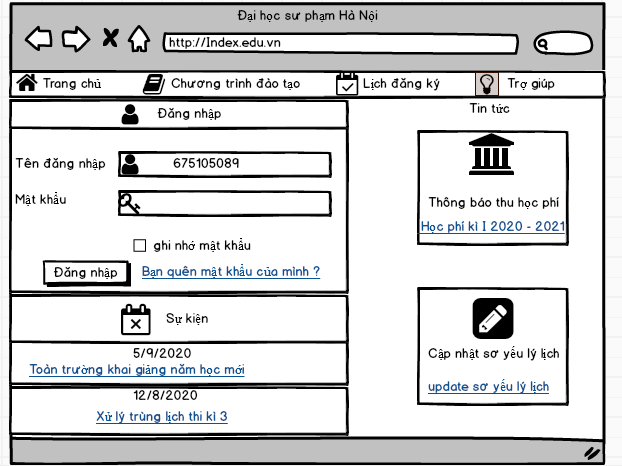 Đại học sư phạm Hà Nội
http://Index.edu.vn
Trang chủ
Chương trình đào tạo
Lịch đăng ký
Trợ giúp
Đăng nhập
Tên đăng nhập
675105089
Mật khẩu
ghi nhớ mật khẩu
Đăng nhập
Bạn quên mật khẩu của mình ?
Sự kiện
5/9/2020
Toàn trường khai giảng năm học mới
12/8/2020
Xử lý trùng lịch thi kì 3
Tin tức
Thông báo thu học phí
Học phí kì I 2020 - 2021
Cập nhật sơ yếu lý lịch
update sơ yếu lý lịch